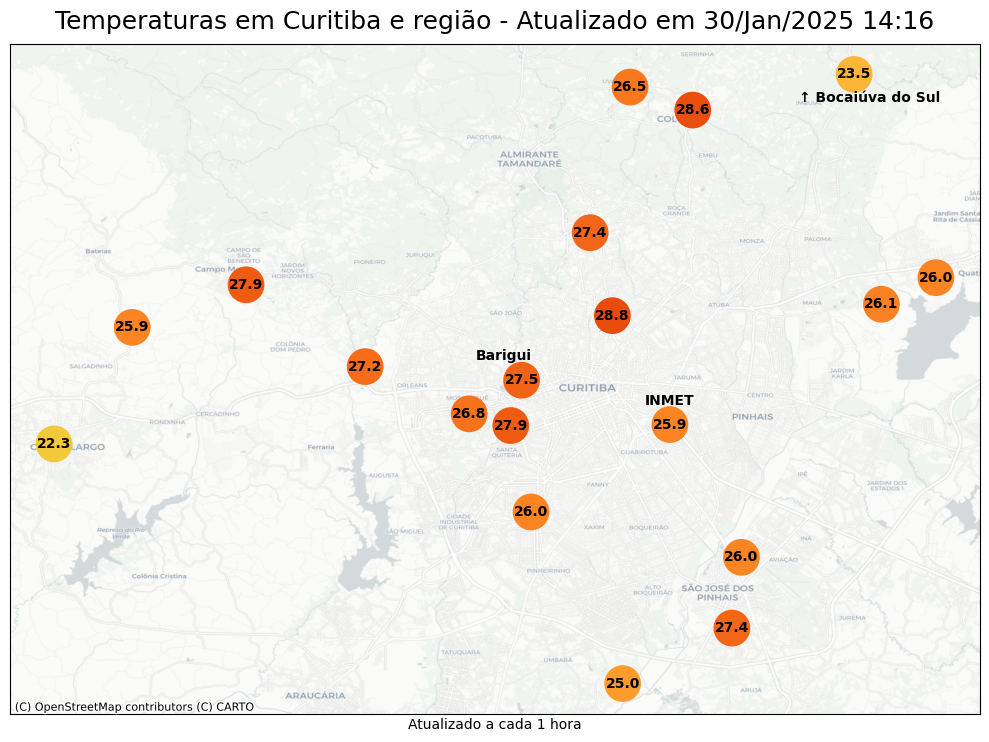 Temperaturas em Curitiba e região - Atualizado em 30/Jan/2025 14:16
SERRINHA
23.5
26.5
↑ Bocaiúva do Sul
28.6
PACOTUBA
ALMIRANTE
TAMANDARÉ
EMBU
ROÇA
GRANDE
Jardim Santa
Rita de Cássia
27.4
MONZA
PALOMA
Bateias
CAMPO DE
SÃO
BENEDITO
JURUQUI
PIONEIRO
JARDIM
NOVOS
HORIZONTES
Campo M
27.9
26.0
Quat
26.1
MAUÁ
ATUBA
SÃO JOÃO
28.8
25.9
COLÔNIA
DOM PEDRO
Barigui
SALGADINHO
27.2
27.5
ORLEANS
CURITIBA
TARUMÃ
JARDIM
KARLA
CENTRO
INMET
26.8
27.9
25.9
PINHAIS
CERCADINHO
RONDINHA
22.3
LARGO
Ferraria
SANTA
QUITÉRIA
GUABIROTUBA
AUGUSTA
FANNY
IPÊ
JARDIM DOS
ESTADOS I
26.0
CIDADE
INDUSTRIAL
DE CURITIBA
XAXIM
BOQUEIRÃO
Represa do Rio
Verde
SÃO MIGUEL
INÁ
26.0
AVIAÇÃO
PINHEIRINHO
Colônia Cristina
ALTO
BOQUEIRÃO
SÃO JOSÉ DOS
PINHAIS
JUREMA
27.4
TATUQUARA
UMBARÁ
25.0
ARUJÁ
ARAUCÁRIA
(C) OpenStreetMap contributors (C) CARTO
Atualizado a cada 1 hora